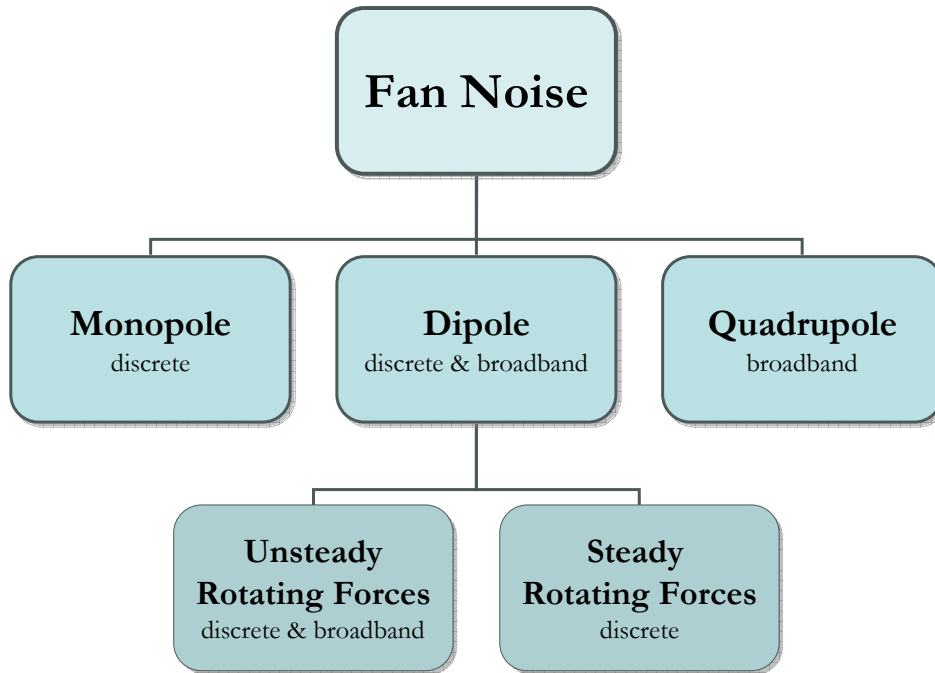 Fan Noise
Monopole
discrete
Dipole
discrete & broadband
Quadrupole
broadband
Unsteady
Rotating Forces
discrete & broadband
Steady
Rotating Forces
discrete